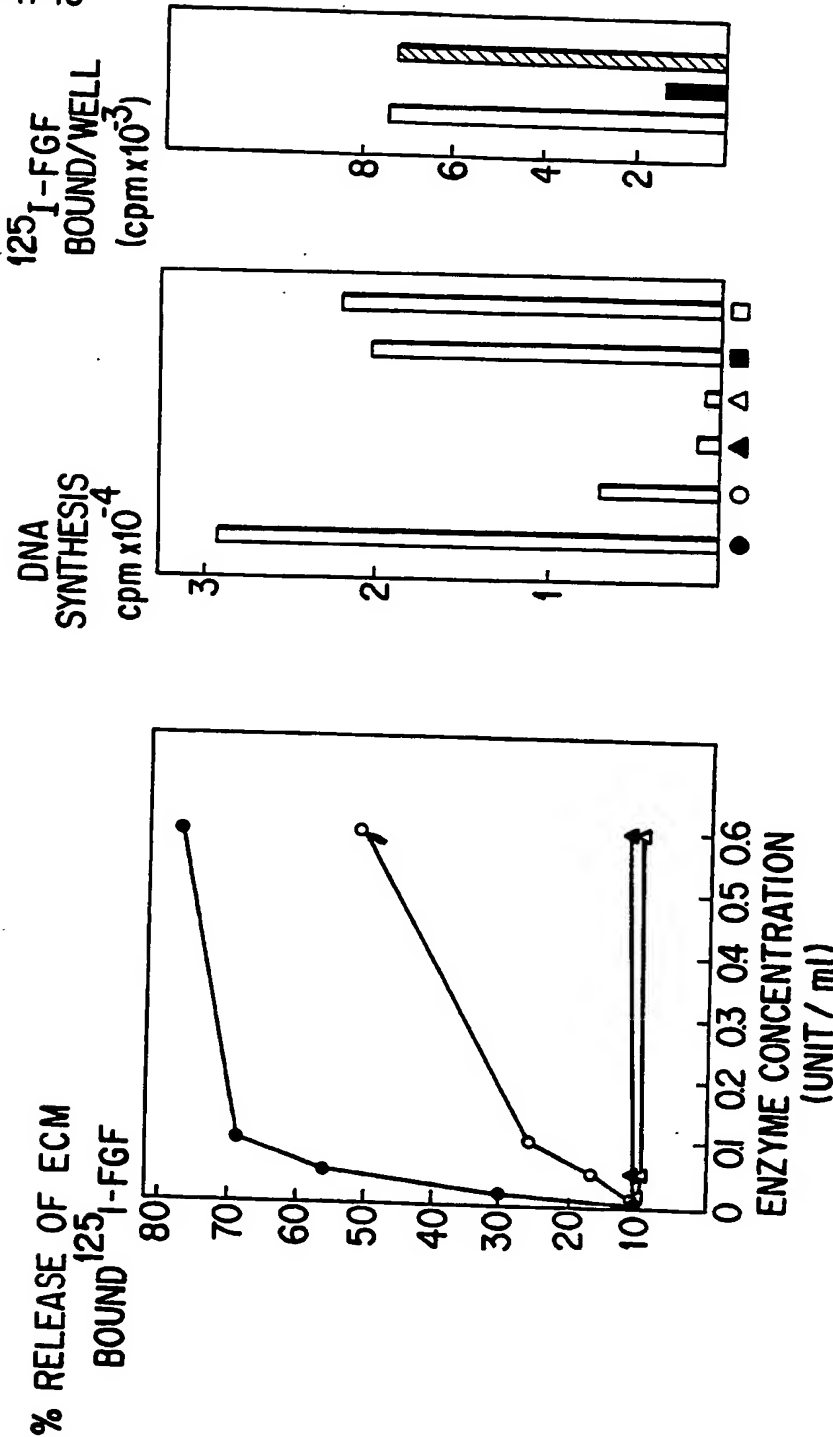 % RELEASE OF ECM
BOUND ¹²⁵I-FGF
80
70
60
50
40
30
20
10
0 0.1 0.2 0.3 0.4 0.5 0.6
ENZYME CONCENTRATION
(UNIT/ml)
DNA
SYNTHESIS
cpm x10⁻⁴
3
2
1
¹²⁵I-FGF
BOUND/WELL
(cpm x10⁻³)
8
6
4
2